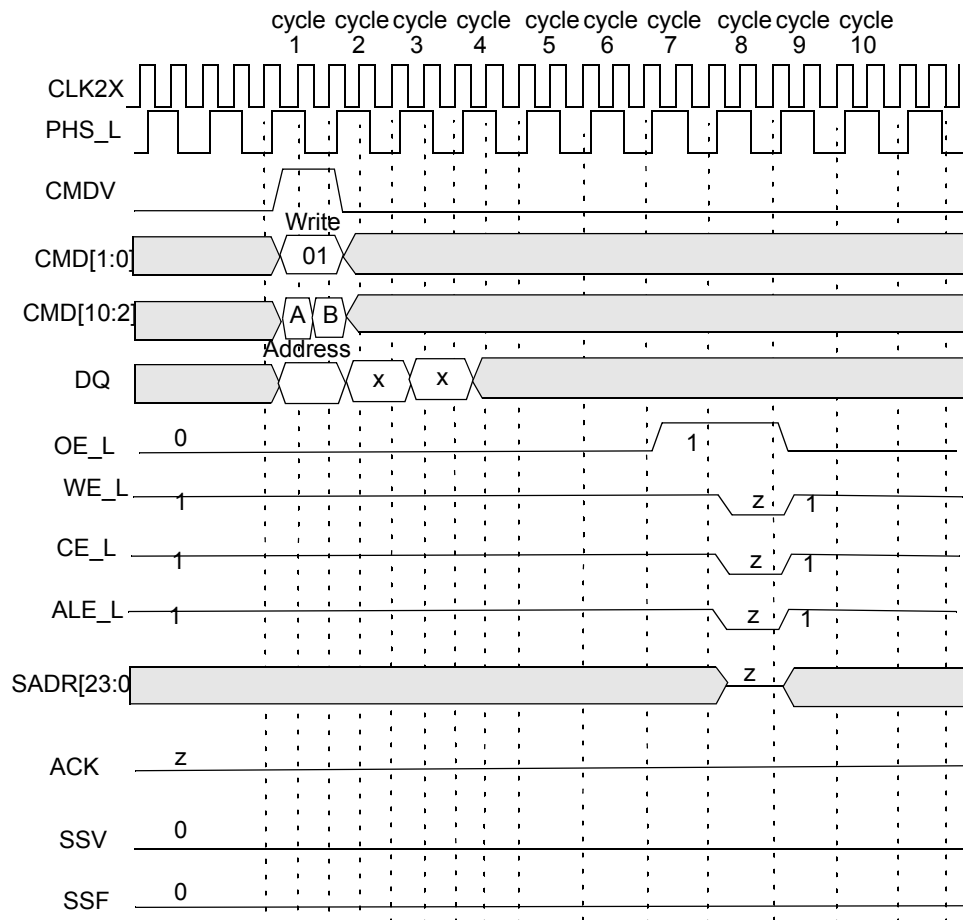 cycle cycle cycle cycle cycle cycle cycle cycle cycle cycle
1 2 3 4 5 6 7 8 9 10
CLK2X
PHS_L
CMDV
Write
CMD[1:0]
01
CMD[10:2]
A B
Address
DQ
x x
OE_L
0 1
WE_L
1 z 1
CE_L
1 z 1
ALE_L
1 z 1
SADR[23:0
z
ACK
z
SSV
0
SSF
0